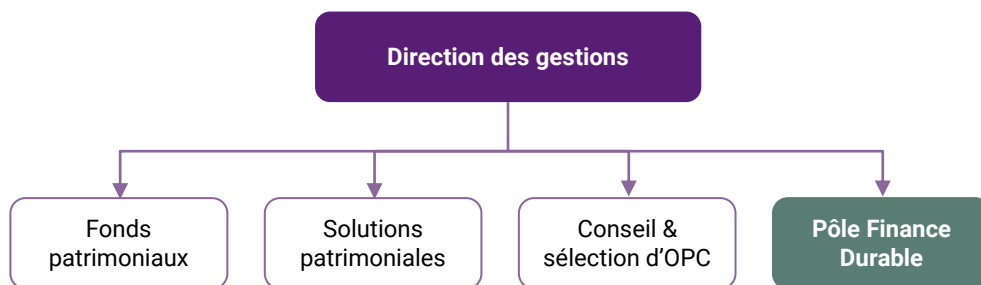 Direction des gestions
Fonds
patrimoniaux
Solutions
patrimoniales
Conseil &
sélection d’OPC
Pôle Finance
Durable